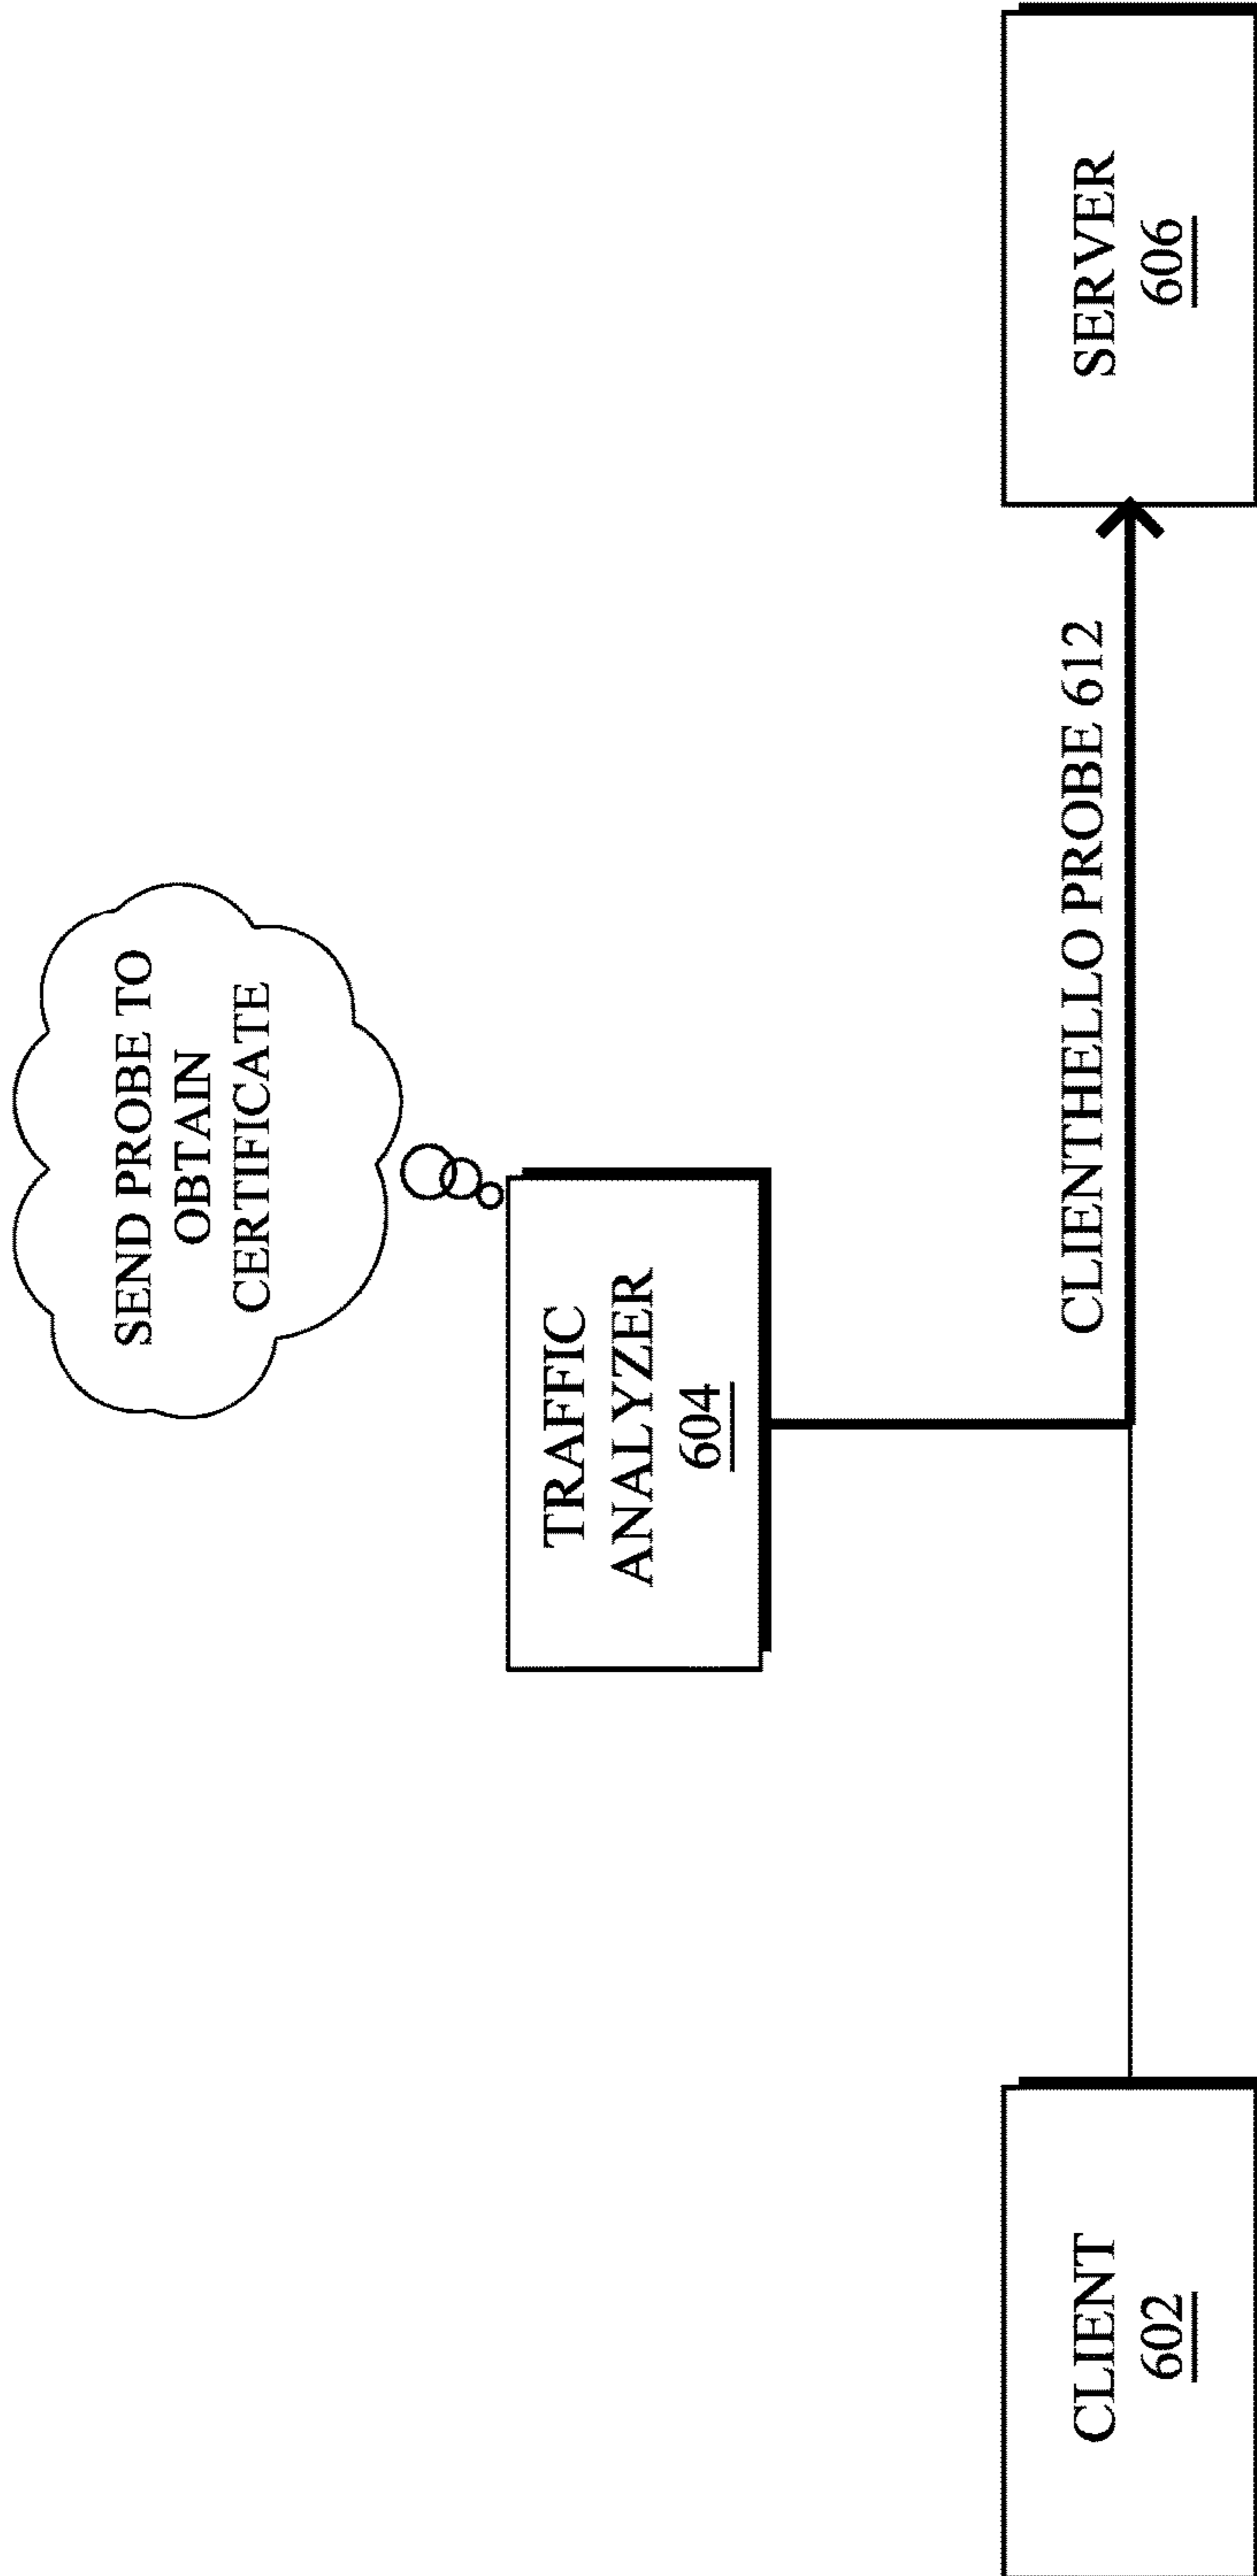 SEND PROBE TO
OBTAIN
CERTIFICATE
TRAFFIC
ANALYZER
604
CLIENTHELLO PROBE 612
CLIENT
602
SERVER
606